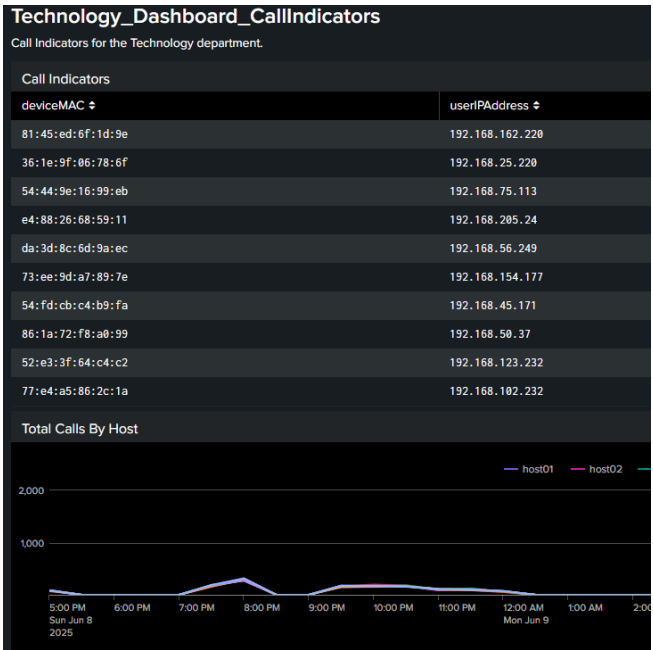 Technology_Dashboard_CallIndicators
Call Indicators for the Technology department.
Call Indicators
deviceMAC userIPAddress
81:45:ed:6f:1d:9e 192.168.162.220
36:1e:9f:06:78:6f 192.168.25.220
54:44:9e:16:99:eb 192.168.75.113
e4:88:26:68:59:11 192.168.205.24
da:3d:8c:6d:9a:ec 192.168.56.249
73:ee:9d:a7:89:7e 192.168.154.177
54:fd:cb:c4:b9:fa 192.168.45.171
86:1a:72:f8:a0:99 192.168.50.37
52:e3:3f:64:c4:c2 192.168.123.232
77:e4:a5:86:2c:1a 192.168.102.232
Total Calls By Host
host01 host02
2,000
1,000
5:00 PM 6:00 PM 7:00 PM 8:00 PM 9:00 PM 10:00 PM 11:00 PM 12:00 AM 1:00 AM 2:00
Sun Jun 8 Mon Jun 9
2025